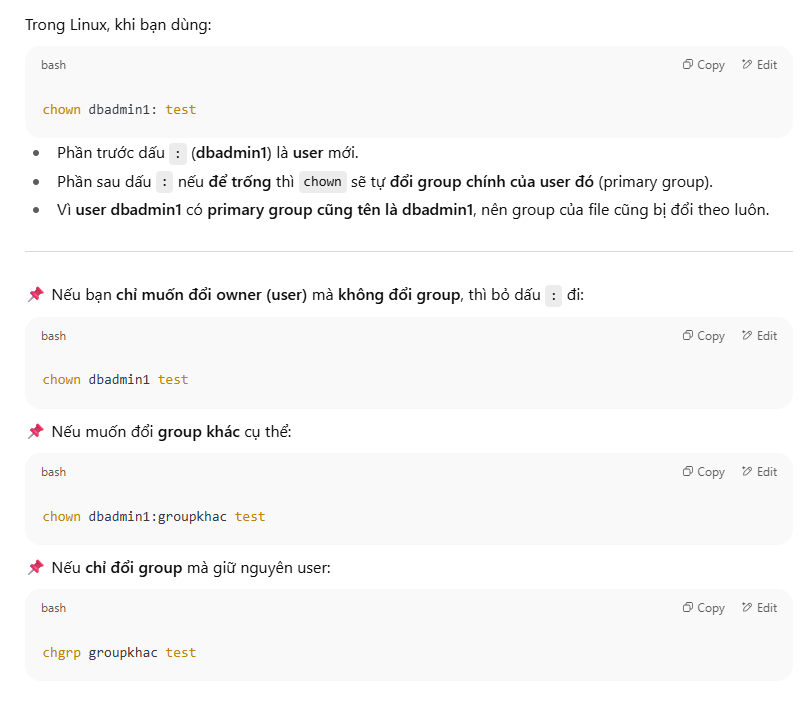 Trong Linux, khi bạn dùng:
bash Copy Edit
chown dbadmin1: test
Phần trước dấu : (dbadmin1) là user mới.
Phần sau dấu : nếu để trống thì chown sẽ tự đổi group chính của user đó (primary group).
Vì user dbadmin1 có primary group cũng tên là dbadmin1, nên group của file cũng bị đổi theo luôn.
📌 Nếu bạn chỉ muốn đổi owner (user) mà không đổi group, thì bỏ dấu : đi:
bash Copy Edit
chown dbadmin1 test
📌 Nếu muốn đổi group khác cụ thể:
bash Copy Edit
chown dbadmin1:groupkhac test
📌 Nếu chỉ đổi group mà giữ nguyên user:
bash Copy Edit
chgrp groupkhac test